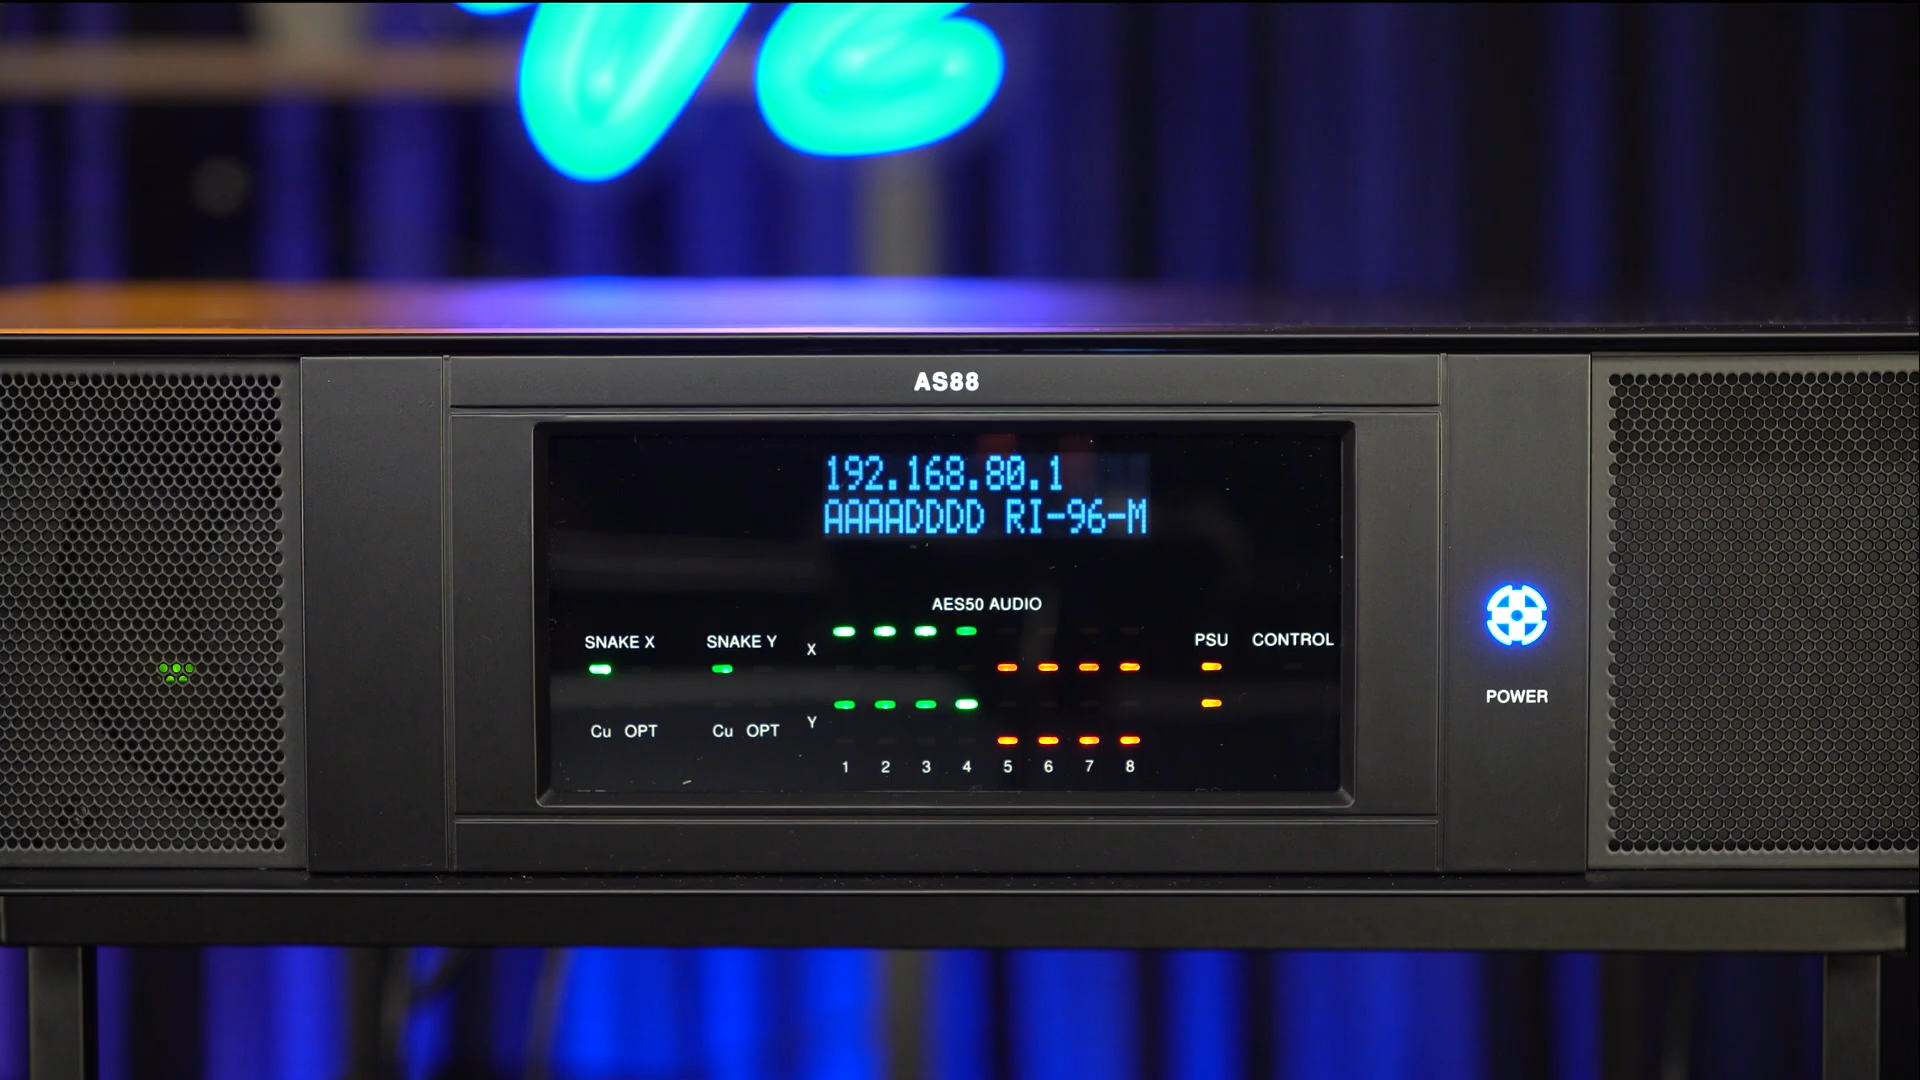 AS88
192.168.80.1
AAAADDDD RI-96-M
AES50 AUDIO
SNAKE X
SNAKE Y
X
PSU
CONTROL
POWER
Y
Cu OPT
Cu OPT
1 2 3 4 5 6 7 8